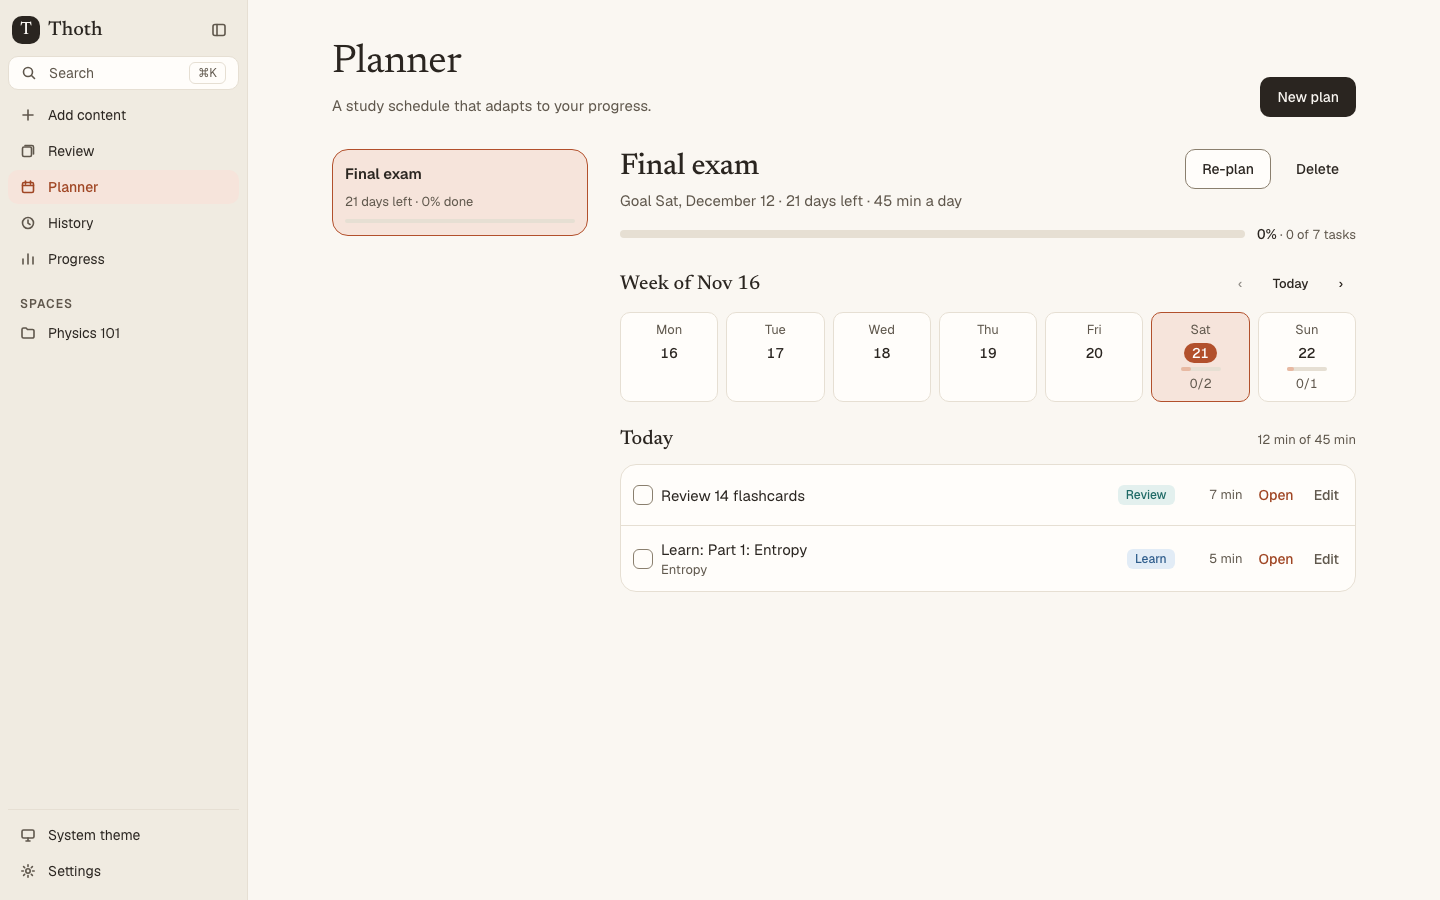 T Thoth
Search ⌘K
Add content
Review
Planner
History
Progress
SPACES
Physics 101
System theme
Settings
Planner
A study schedule that adapts to your progress.
New plan
Final exam
21 days left · 0% done
Final exam
Re-plan Delete
Goal Sat, December 12 · 21 days left · 45 min a day
0% · 0 of 7 tasks
Week of Nov 16
‹ Today ›
Mon Tue Wed Thu Fri Sat Sun
16 17 18 19 20 21 22
0/2 0/1
Today
12 min of 45 min
Review 14 flashcards Review 7 min Open Edit
Learn: Part 1: Entropy Learn 5 min Open Edit
Entropy